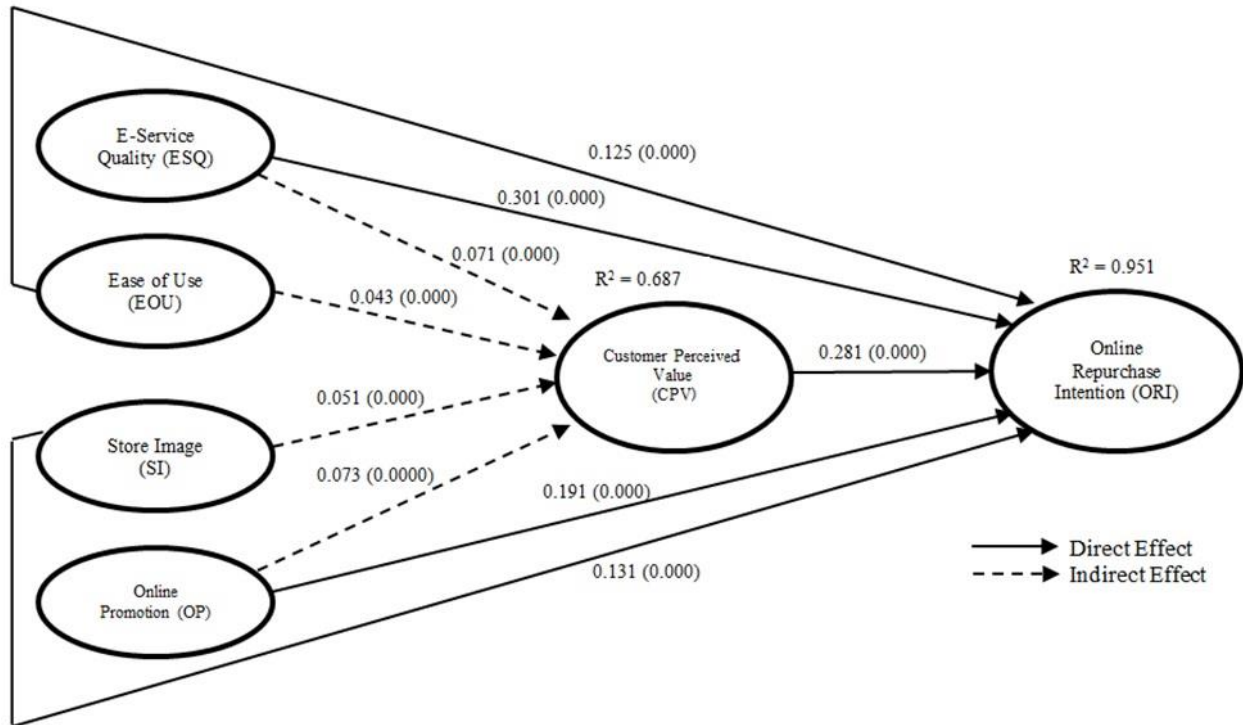 0.125 (0.000)
E-Service
Quality (ESQ)
0.301 (0.000)
0.071 (0.000)
Ease of Use
(EOU)
0.043 (0.000)
R² = 0.687
R² = 0.951
Customer Perceived
Value
(CPV)
0.281 (0.000)
Online
Repurchase
Intention (ORI)
0.051 (0.000)
Store Image
(SI)
0.073 (0.0000)
0.191 (0.000)
Online
Promotion (OP)
0.131 (0.000)
Direct Effect
Indirect Effect